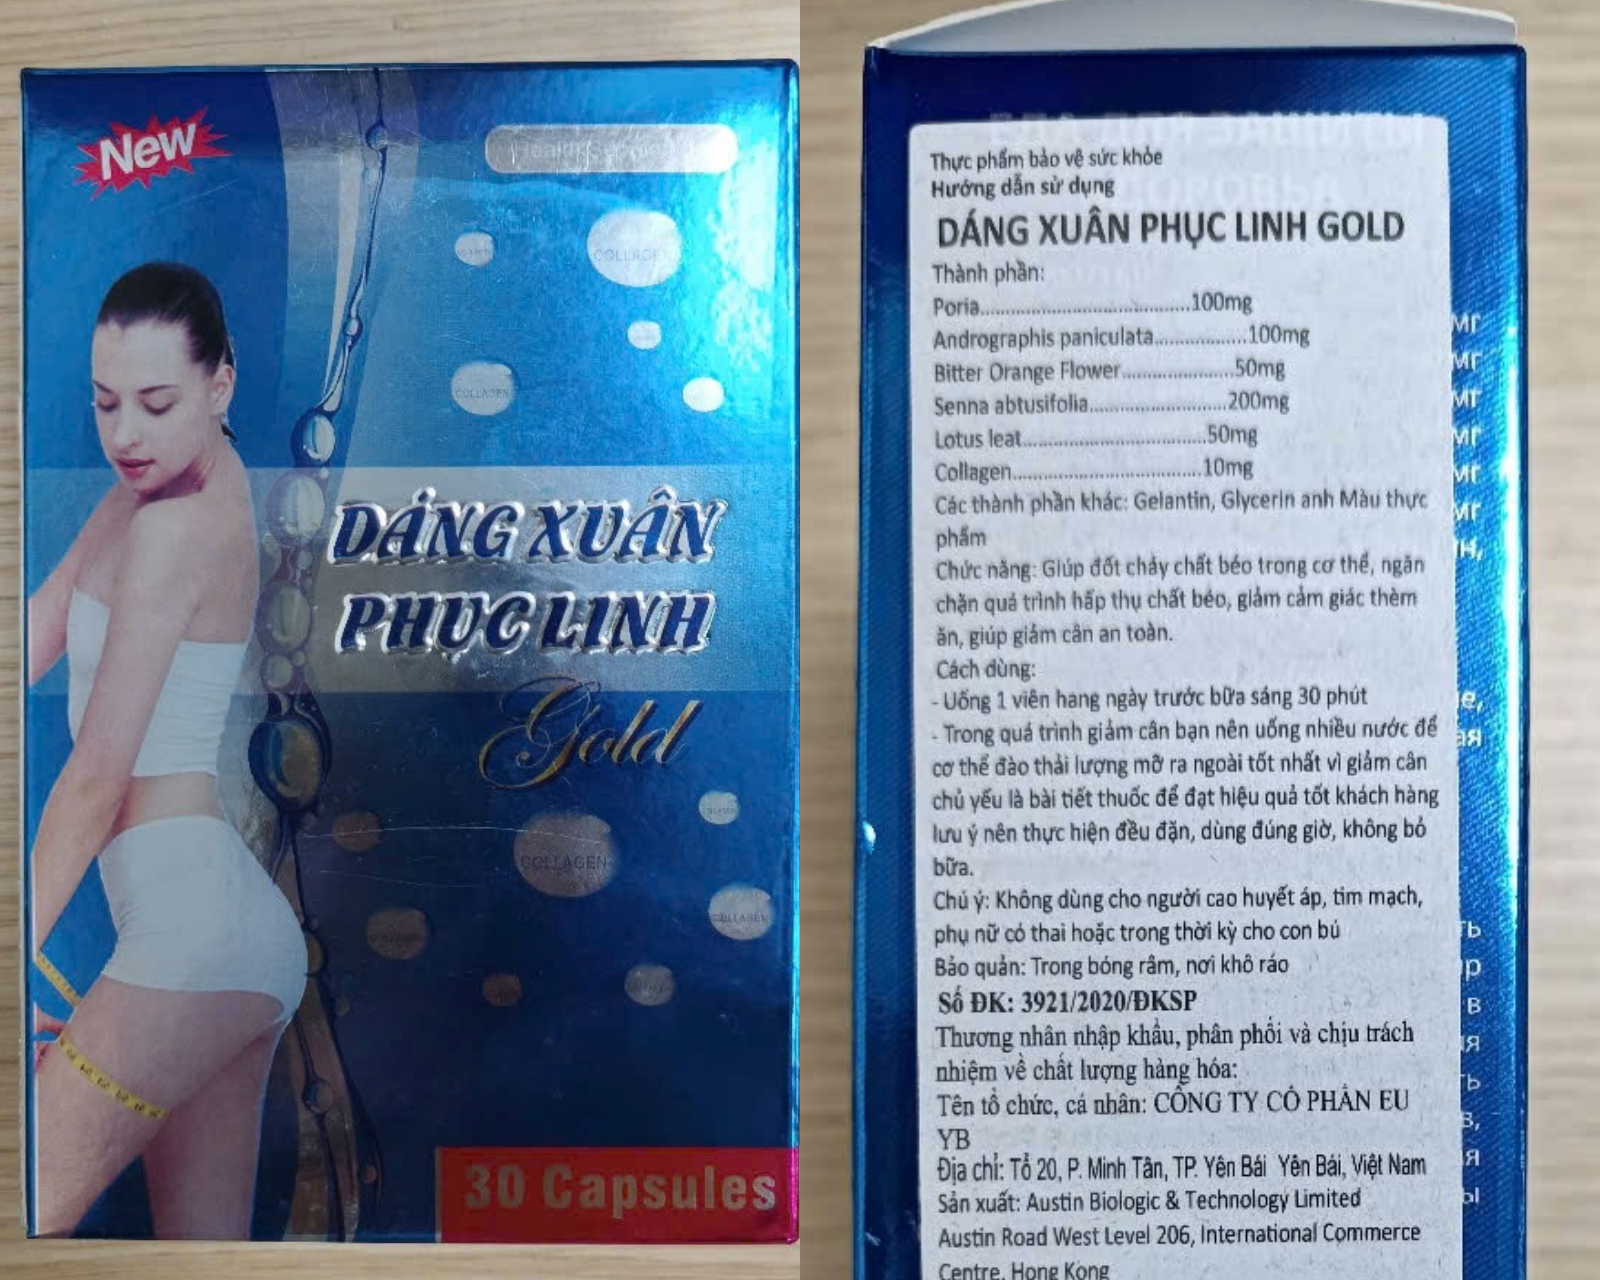 New
Health Supplement
COLLAGEN
COLLAGEN
DÁNG XUÂN
PHỤC LINH
Gold
COLLAGEN
COLLAGEN
30 Capsules
Thực phẩm bảo vệ sức khỏe
Hướng dẫn sử dụng
DÁNG XUÂN PHỤC LINH GOLD
Thành phần:
Poria........................................100mg
Andrographis paniculata..................100mg
Bitter Orange Flower.....................50mg
Senna abtusifolia..........................200mg
Lotus leat...................................50mg
Collagen....................................10mg
Các thành phần khác: Gelantin, Glycerin anh Màu thực
phẩm
Chức năng: Giúp đốt cháy chất béo trong cơ thể, ngăn
chặn quá trình hấp thụ chất béo, giảm cảm giác thèm
ăn, giúp giảm cân an toàn.
Cách dùng:
- Uống 1 viên hang ngày trước bữa sáng 30 phút
- Trong quá trình giảm cân bạn nên uống nhiều nước để
cơ thể đào thải lượng mỡ ra ngoài tốt nhất vì giảm cân
chủ yếu là bài tiết thuốc để đạt hiệu quả tốt khách hàng
lưu ý nên thực hiện đều đặn, dùng đúng giờ, không bỏ
bữa.
Chú ý: Không dùng cho người cao huyết áp, tim mạch,
phụ nữ có thai hoặc trong thời kỳ cho con bú
Bảo quản: Trong bóng râm, nơi khô ráo
Số ĐK: 3921/2020/ĐKSP
Thương nhân nhập khẩu, phân phối và chịu trách
nhiệm về chất lượng hàng hóa:
Tên tổ chức, cá nhân: CÔNG TY CỔ PHẦN EU
YB
Địa chỉ: Tổ 20, P. Minh Tân, TP. Yên Bái Yên Bái, Việt Nam
Sản xuất: Austin Biologic & Technology Limited
Austin Road West Level 206, International Commerce
Centre, Hong Kong